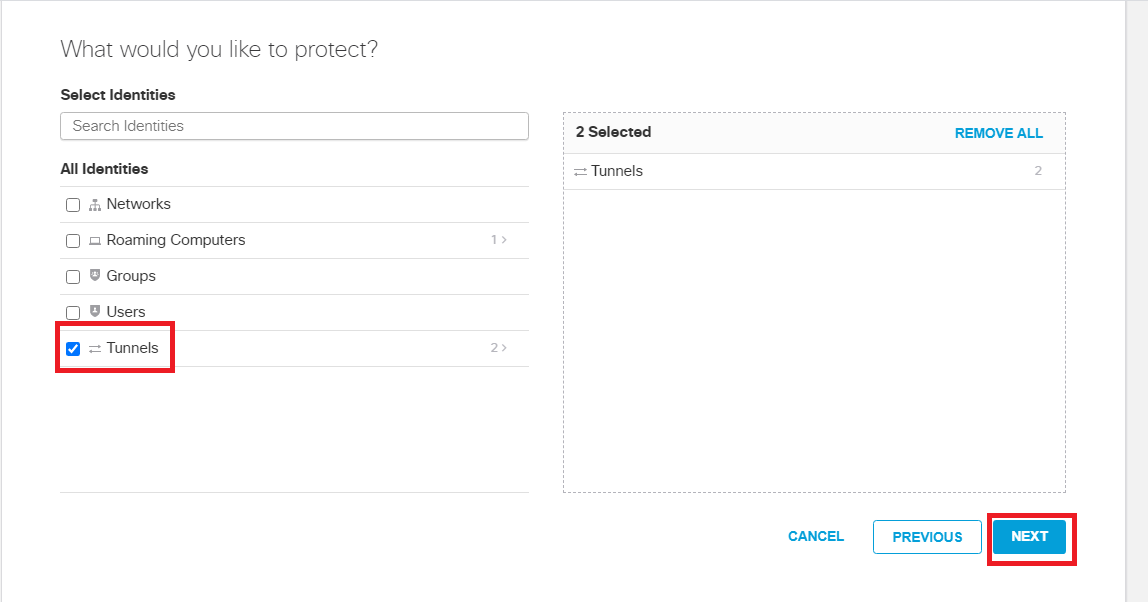 What would you like to protect?
Select Identities
Search Identities
All Identities
Networks
Roaming Computers 1
Groups
Users
Tunnels 2
2 Selected REMOVE ALL
Tunnels 2
CANCEL PREVIOUS NEXT